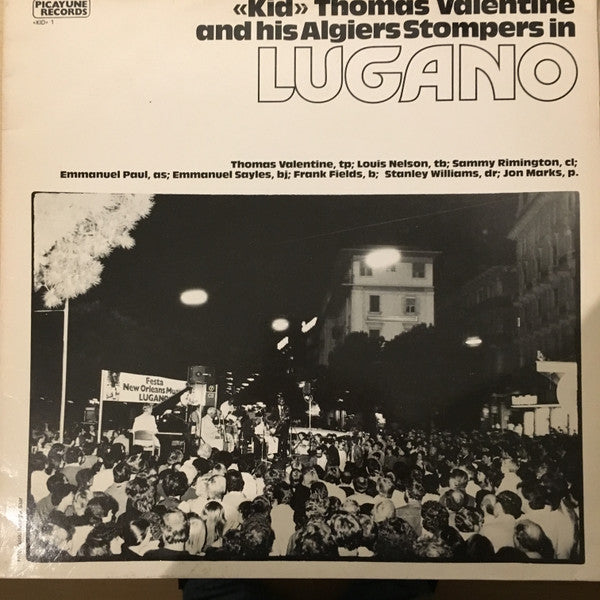 PICAYUNE
RECORDS
«KID» 1
«Kid» Thomas Valentine
and his Algiers Stompers in
LUGANO
Thomas Valentine, tp; Louis Nelson, tb; Sammy Rimington, cl;
Emmanuel Paul, as; Emmanuel Sayles, bj; Frank Fields, b; Stanley Williams, dr; Jon Marks, p.
Festa
New Orleans Mus
LUGANO